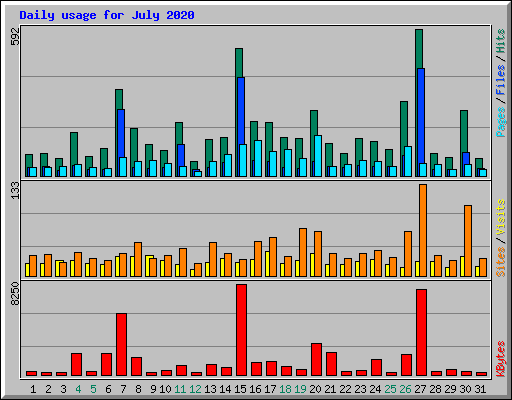 Daily usage for July 2020
592
Pages / Files / Hits
133
Sites / Visits
8250
KBytes
1 2 3 4 5 6 7 8 9 10 11 12 13 14 15 16 17 18 19 20 21 22 23 24 25 26 27 28 29 30 31